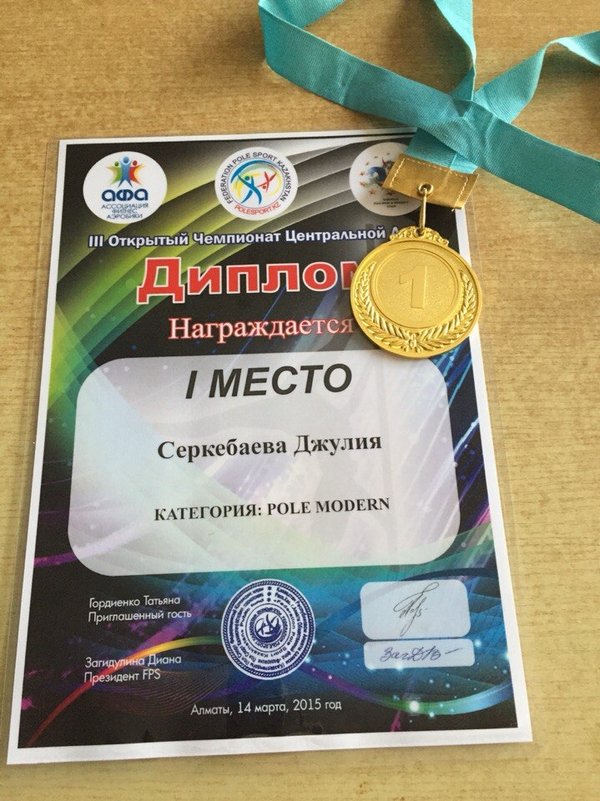 АФА
АССОЦИАЦИЯ
ФИТНЕС
АЭРОБИКИ
FEDERATION POLE SPORT KAZAKHSTAN
POLESPORT.KZ
III Открытый Чемпионат Центральной
Диплом
1
Награждается
I МЕСТО
Серкебаева Джулия
КАТЕГОРИЯ: POLE MODERN
Гордиенко Татьяна
Приглашенный гость
Загидулина Диана
Президент FPS
Алматы, 14 марта, 2015 год